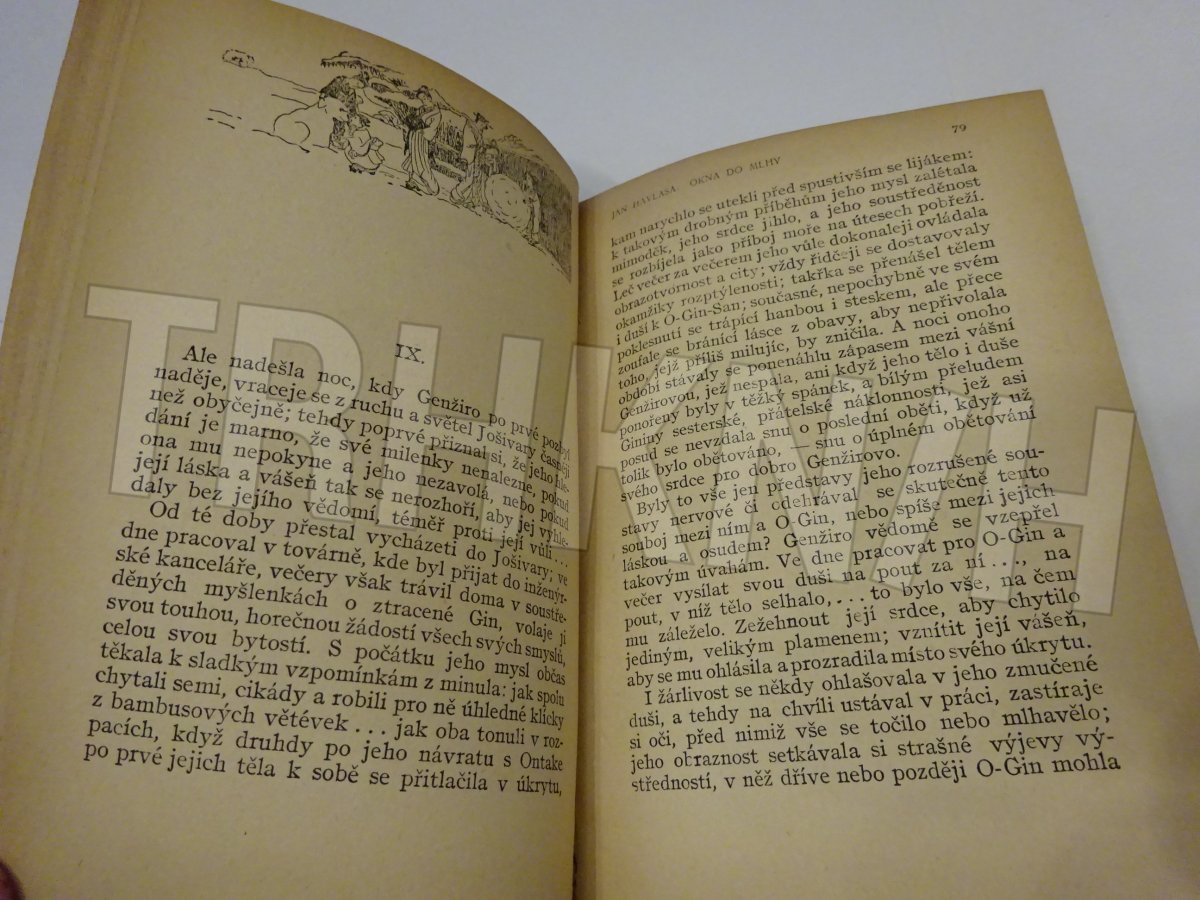 IX.
Ale nadešla noc, kdy Genžiro po prvé pozbyl
naděje, vraceje se z ruchu a světel Jošivary časněji
než obyčejně; tehdy poprvé přiznal si, že jeho hle-
dání je marno, že své milenky nenalezne, pokud
ona mu nepokyne a jeho nezavolá, nebo pokud
její láska a vášeň tak se nerozhoří, aby jej vyhle-
daly bez jejího vědomí, téměř proti její vůli....
Od té doby přestal vycházeti do Jošivary; ve
dne pracoval v továrně, kde byl přijat do inženýr-
ské kanceláře, večery však trávil doma v soustře-
děných myšlenkách o ztracené Gin, volaje ji
svou touhou, horečnou žádostí všech svých smyslů,
celou svou bytostí. S počátku jeho mysl občas
těkala k sladkým vzpomínkám z minula: jak spolu
chytali semi, cikády a robili pro ně úhledné klícky
z bambusových větévek... jak oba tonuli v roz-
pacích, když druhdy po jeho návratu s Ontake
po prvé jejich těla k sobě se přitlačila v úkrytu,
79
JAN HAVLASA OKNA DO MLHY
kam narychlo se utekli před spustivším se lijákem:
k takovým drobným příběhům jeho mysl zalétala
mimoděk, jeho srdce jihlo, a jeho soustředěnost
se rozbíjela jako příboj moře na útesech pobřeží.
Leč večer za večerem jeho vůle dokonaleji ovládala
obrazotvornost a city; vždy řidčeji se dostavovaly
okamžiky rozptýlenosti; takřka se přenášel tělem
i duší k O-Gin-San; současné, nepochybně ve svém
poklesnutí se trápící hanbou i steskem, ale přece
zoufale se bránící lásce z obavy, aby nepřivolala
toho, jejž příliš milujíc, by zničila. A noci onoho
období stávaly se ponenáhlu zápasem mezi vášní
Genžirovou, jež nespala, ani když jeho tělo i duše
ponořeny byly v těžký spánek, a bílým přeludem
Gininy sesterské, přátelské náklonnosti, jež asi
posud se nevzdala snu o poslední oběti, když už
tolik bylo obětováno, — snu o úplném obětování
svého srdce pro dobro Genžirovo.
Byly to vše jen představy jeho rozrušené sou-
stavy nervové či odehrával se skutečně tento
souboj mezi ním a O-Gin, nebo spíše mezi jejich
láskou a osudem? Genžiro vědomě se vzepřel
takovým úvahám. Ve dne pracovat pro O-Gin a
večer vysílat svou duši na pouť za ní..., na
pout, v níž tělo selhalo,... to bylo vše, na čem
mu záleželo. Zežehnout její srdce, aby chytilo
jediným, velikým plamenem; vznítit její vášeň,
aby se mu ohlásila a prozradila místo svého úkrytu.
I žárlivost se někdy ohlašovala v jeho zmučené
duši, a tehdy na chvíli ustával v práci, zastíraje
si oči, před nimiž vše se točilo nebo mlhavělo;
jeho obraznost setkávala si strašné výjevy vý-
středností, v něž dříve nebo později O-Gin mohla